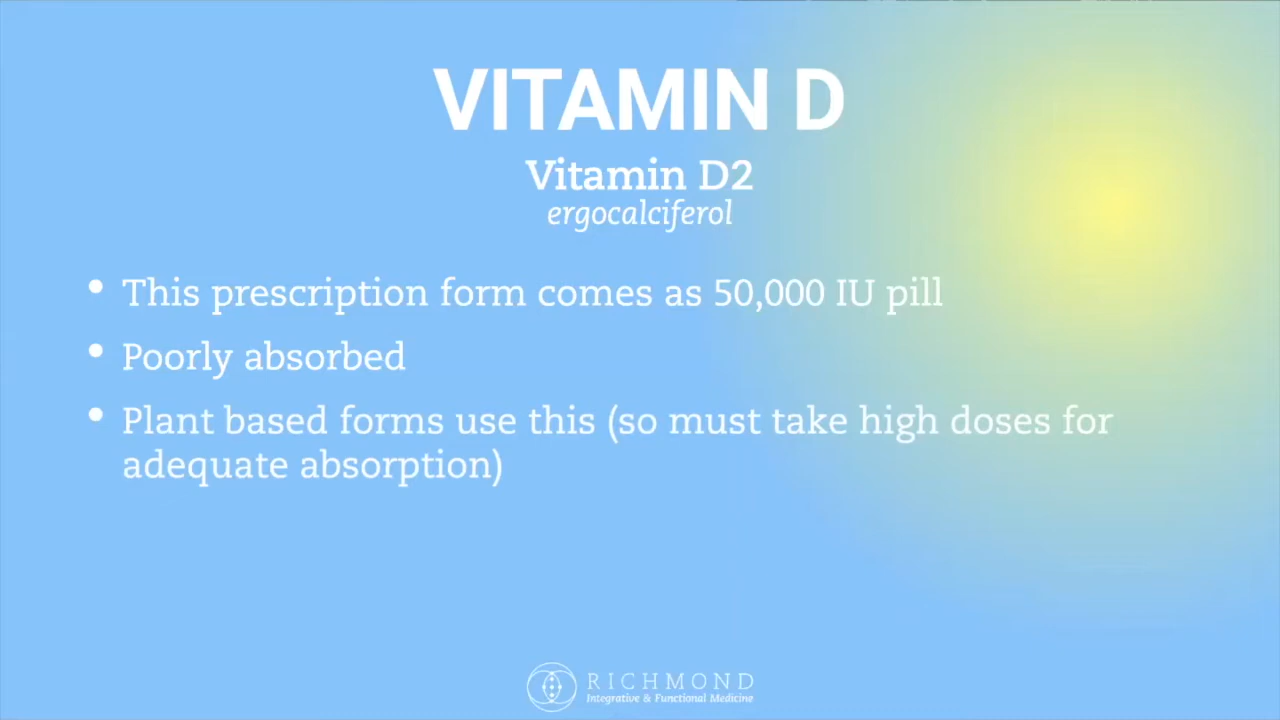 VITAMIN D
Vitamin D2
ergocalciferol
• This prescription form comes as 50,000 IU pill
• Poorly absorbed
• Plant based forms use this (so must take high doses for
adequate absorption)
RICHMOND
Integrative & Functional Medicine